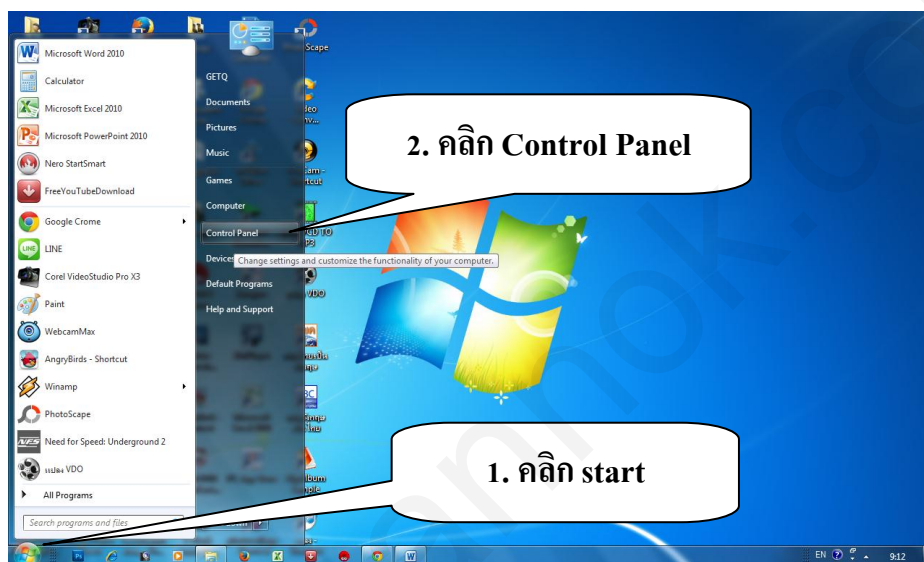 Scape
Microsoft Word 2010
Calculator
Microsoft Excel 2010
Microsoft PowerPoint 2010
Nero StartSmart
FreeYouTubeDownload
Google Crome
LINE
Corel VideoStudio Pro X3
Paint
WebcamMax
AngryBirds - Shortcut
Winamp
PhotoScape
Need for Speed: Underground 2
แปลง VDO
All Programs
Search programs and files
GETQ
Documents
Pictures
Music
Games
Computer
Control Panel
Devices
Change settings and customize the functionality of your computer.
Default Programs
Help and Support
2. คลิก Control Panel
1. คลิก start
EN
9:12